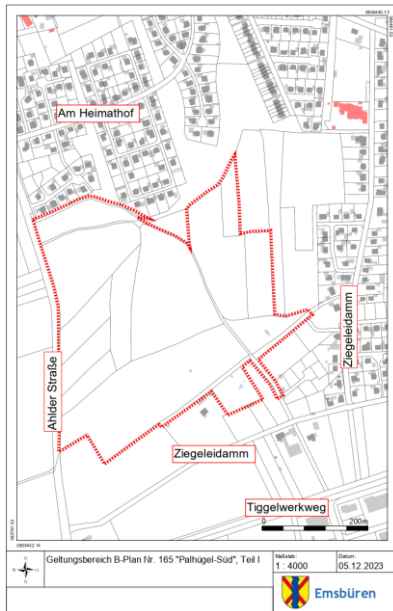 Am Heimathof
Ziegeleidamm
Ahlder Straße
Ziegeleidamm
Tiggelwerkweg
0
200m
Geltungsbereich B-Plan Nr. 165 "Palhügel-Süd", Teil I
Maßstab:
1 : 4000
Datum:
05.12.2023
Emsbüren